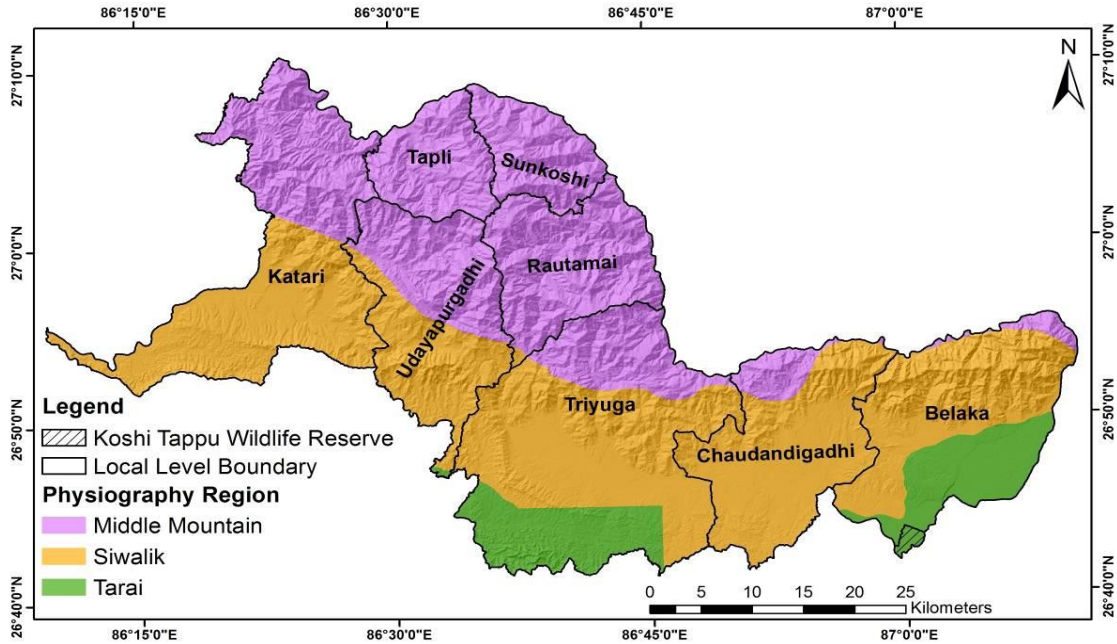 86°15'0"E 86°30'0"E 86°45'0"E 87°0'0"E
27°10'0"N
27°10'0"N
N
Tapli
Sunkoshi
27°0'0"N
27°0'0"N
Katari
Rautamai
Udayapurgadhi
Triyuga
Belaka
Chaudandigadhi
26°50'0"N
26°50'0"N
Legend
Koshi Tappu Wildlife Reserve
Local Level Boundary
Physiography Region
Middle Mountain
Siwalik
Tarai
26°40'0"N
26°40'0"N
0 5 10 15 20 25
Kilometers
86°15'0"E 86°30'0"E 86°45'0"E 87°0'0"E